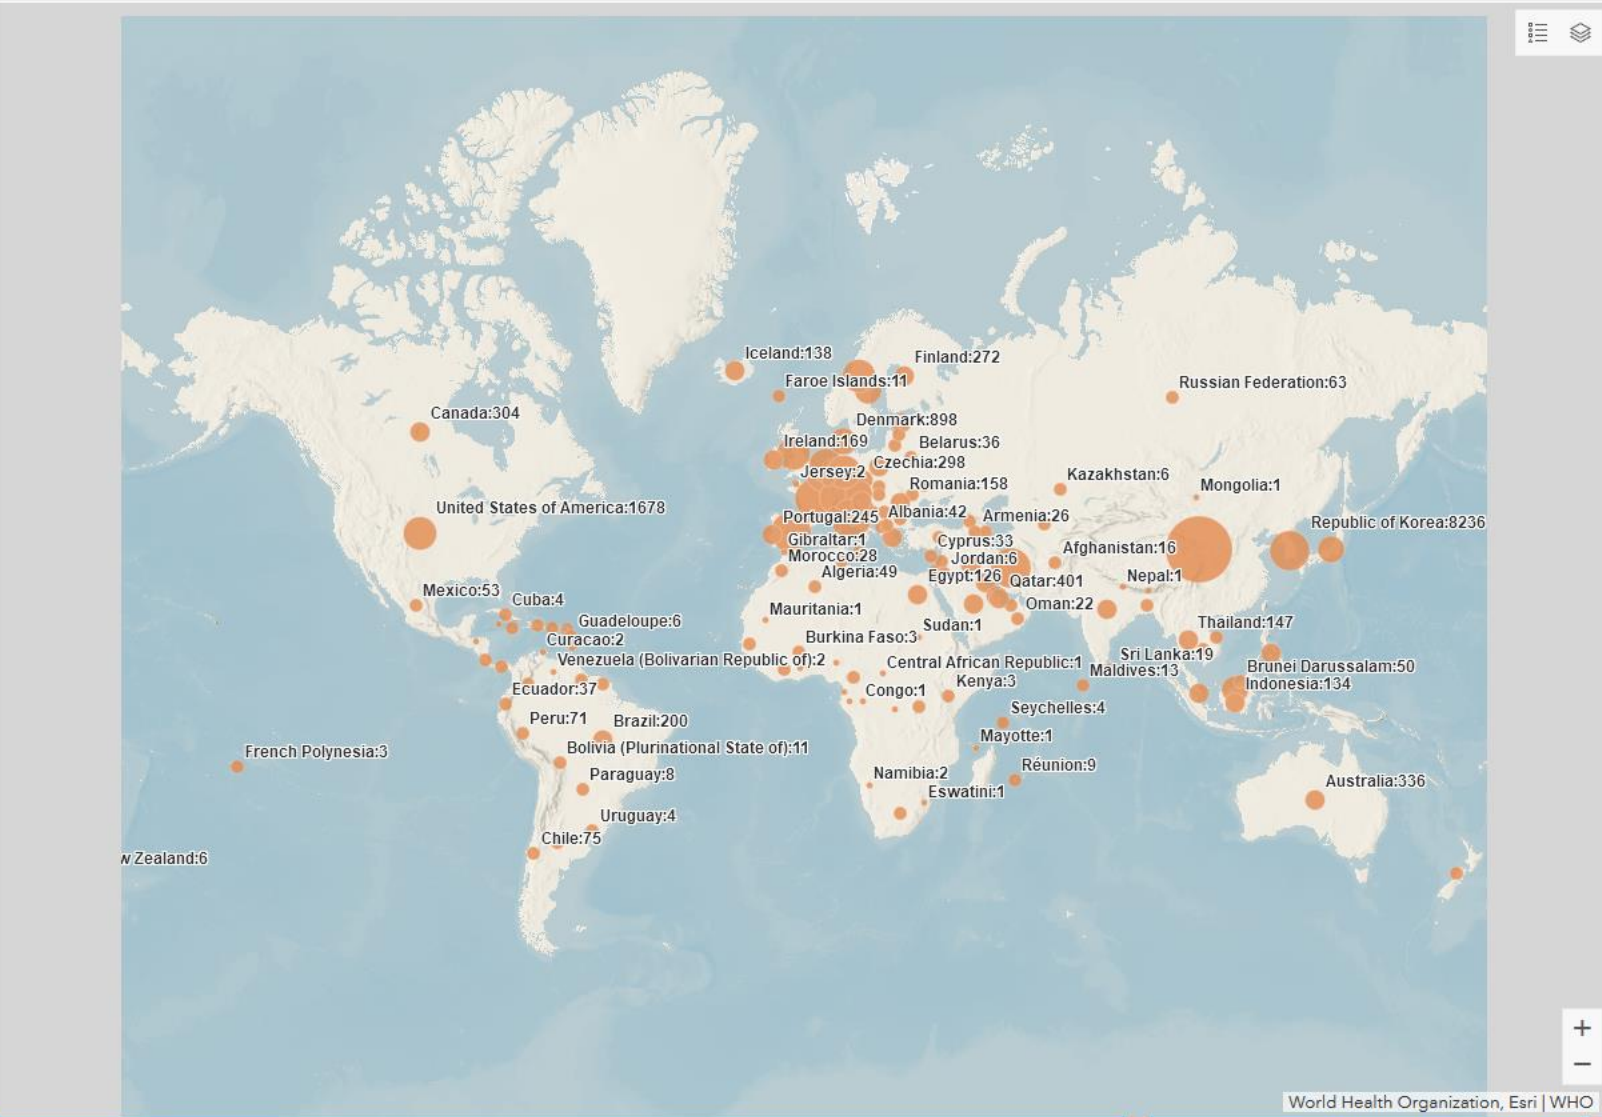 Iceland:138
Finland:272
Faroe Islands:11
Russian Federation:63
Canada:304
Denmark:898
Ireland:169
Belarus:36
Czechia:298
Jersey:2
Kazakhstan:6
Romania:158
Mongolia:1
United States of America:1678
Albania:42
Portugal:245
Armenia:26
Republic of Korea:8236
Gibraltar:1
Cyprus:33
Afghanistan:16
Morocco:28
Jordan:6
Algeria:49
Egypt:126
Qatar:401
Nepal:1
Mexico:53
Cuba:4
Mauritania:1
Oman:22
Guadeloupe:6
Sudan:1
Thailand:147
Curacao:2
Burkina Faso:3
Venezuela (Bolivarian Republic of):2
Central African Republic:1
Sri Lanka:19
Maldives:13
Brunei Darussalam:50
Ecuador:37
Congo:1
Kenya:3
Indonesia:134
Peru:71
Brazil:200
Seychelles:4
French Polynesia:3
Bolivia (Plurinational State of):11
Mayotte:1
Paraguay:8
Namibia:2
Réunion:9
Eswatini:1
Australia:336
Uruguay:4
Chile:75
w Zealand:6
World Health Organization, Esri | WHO